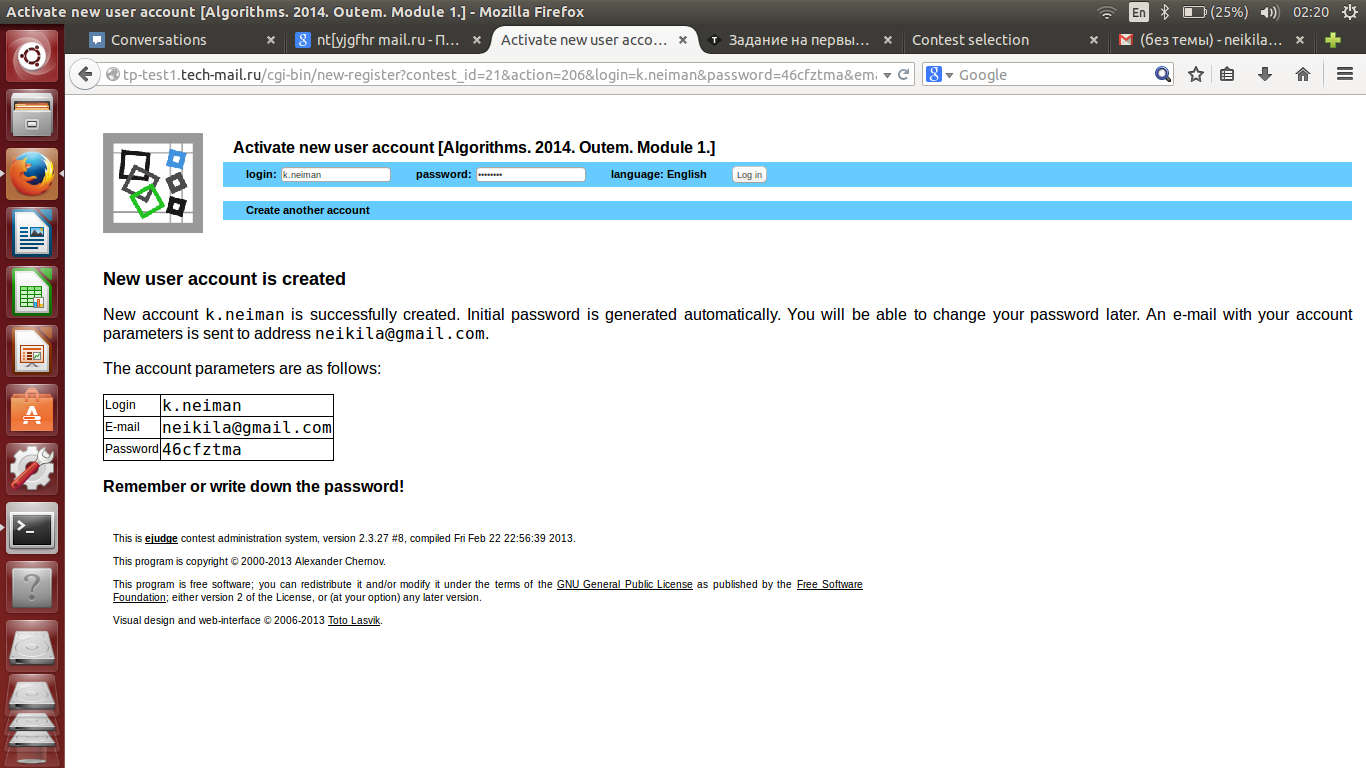 Activate new user account [Algorithms. 2014. Outem. Module 1.] - Mozilla Firefox
En (25%) 02:20
Conversations
nt[yjgfhr mail.ru - П...
Activate new user acco...
Задание на первы...
Contest selection
(без темы) - neikila...
tp-test1.tech-mail.ru/cgi-bin/new-register?contest_id=21&action=206&login=k.neiman&password=46cfztma&ema
Google
Activate new user account [Algorithms. 2014. Outem. Module 1.]
login: k.neiman password: •••••••• language: English Log in
Create another account
New user account is created
New account k.neiman is successfully created. Initial password is generated automatically. You will be able to change your password later. An e-mail with your account
parameters is sent to address neikila@gmail.com.
The account parameters are as follows:
Login k.neiman
E-mail neikila@gmail.com
Password 46cfztma
Remember or write down the password!
This is ejudge contest administration system, version 2.3.27 #8, compiled Fri Feb 22 22:56:39 2013.
This program is copyright © 2000-2013 Alexander Chernov.
This program is free software; you can redistribute it and/or modify it under the terms of the GNU General Public License as published by the Free Software
Foundation; either version 2 of the License, or (at your option) any later version.
Visual design and web-interface © 2006-2013 Toto Lasvik.